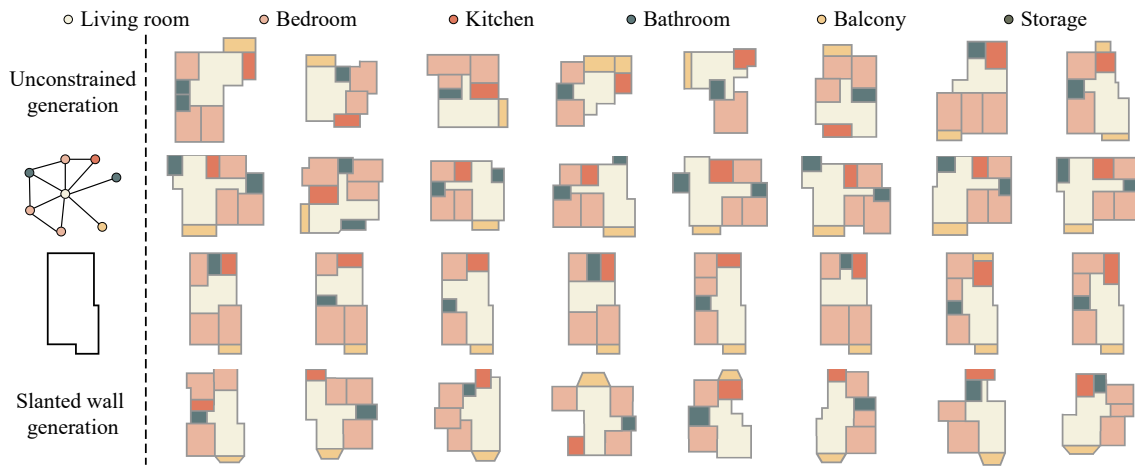 Living room Bedroom Kitchen Bathroom Balcony Storage
Unconstrained
generation
Slanted wall
generation